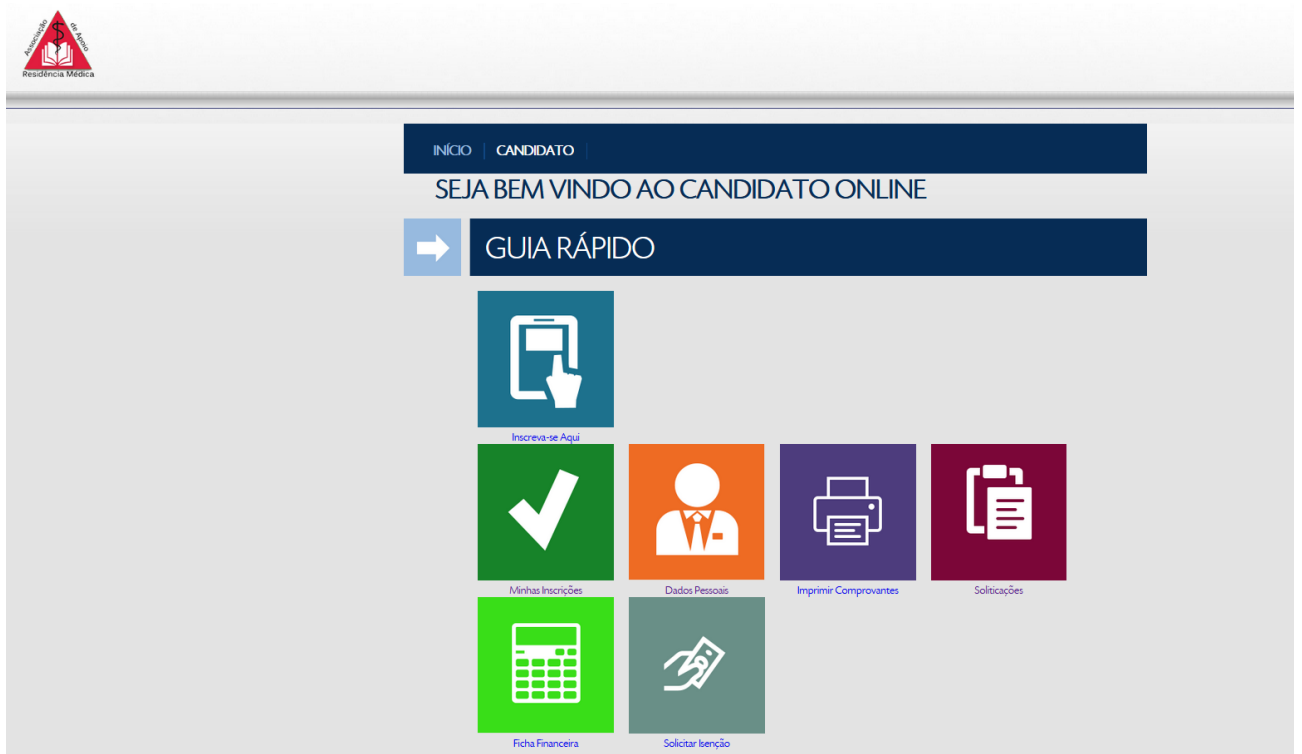 Associação de Apoio
Residência Médica
INÍCIO | CANDIDATO |
SEJA BEM VINDO AO CANDIDATO ONLINE
GUIA RÁPIDO
Inscreva-se Aqui
Minhas Inscrições
Dados Pessoais
Imprimir Comprovantes
Soliticações
Ficha Financeira
Solicitar Isenção